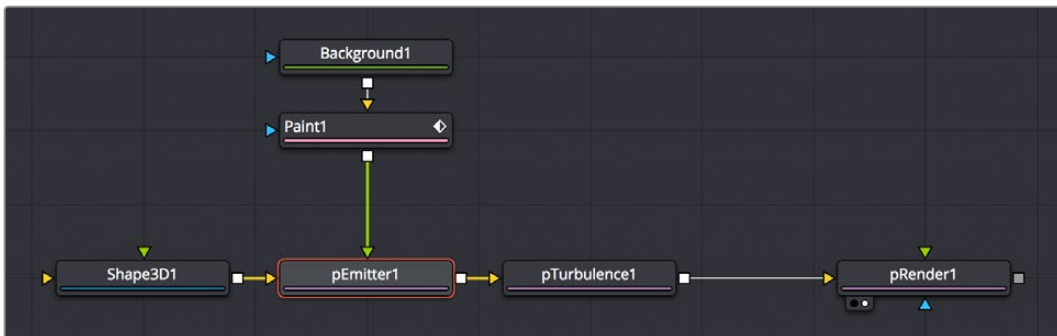 Background1
Paint1
Shape3D1
pEmitter1
pTurbulence1
pRender1